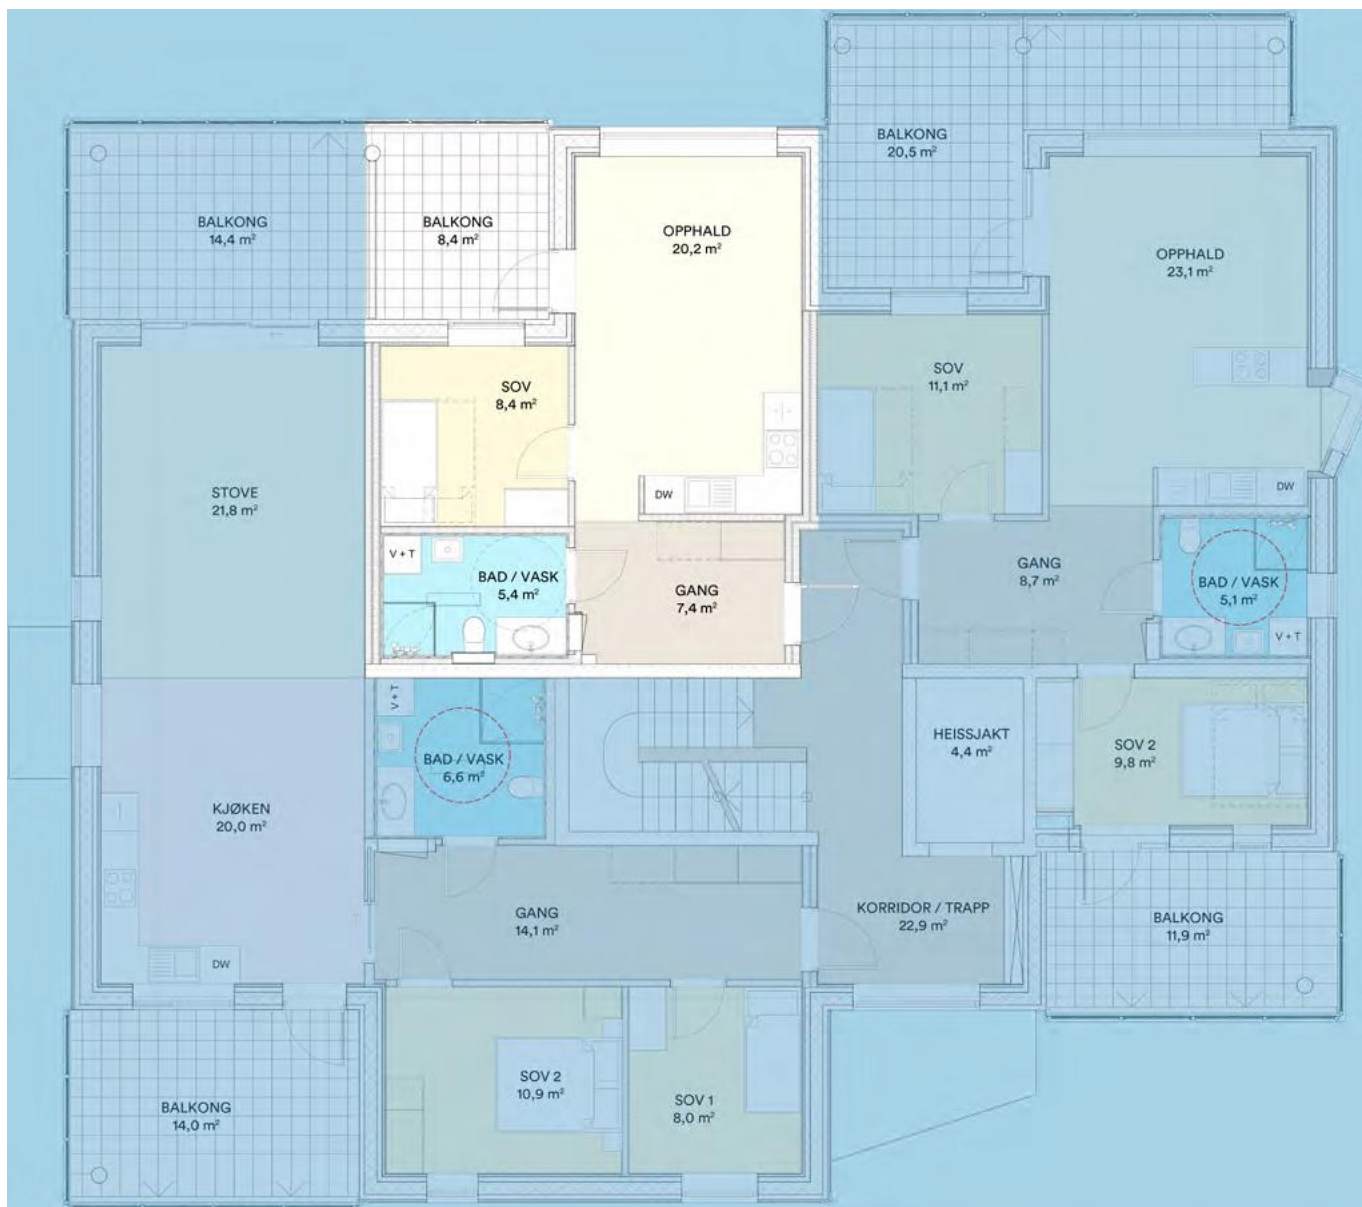 BALKONG
20,5 m²
BALKONG
14,4 m²
BALKONG
8,4 m²
OPPHALD
20,2 m²
OPPHALD
23,1 m²
SOV
8,4 m²
SOV
11,1 m²
STOVE
21,8 m²
DW
DW
V + T
BAD / VASK
5,4 m²
GANG
7,4 m²
GANG
8,7 m²
BAD / VASK
5,1 m²
V + T
V + T
BAD / VASK
6,6 m²
HEISSJAKT
4,4 m²
SOV 2
9,8 m²
KJØKEN
20,0 m²
GANG
14,1 m²
KORRIDOR / TRAPP
22,9 m²
BALKONG
11,9 m²
DW
SOV 2
10,9 m²
SOV 1
8,0 m²
BALKONG
14,0 m²